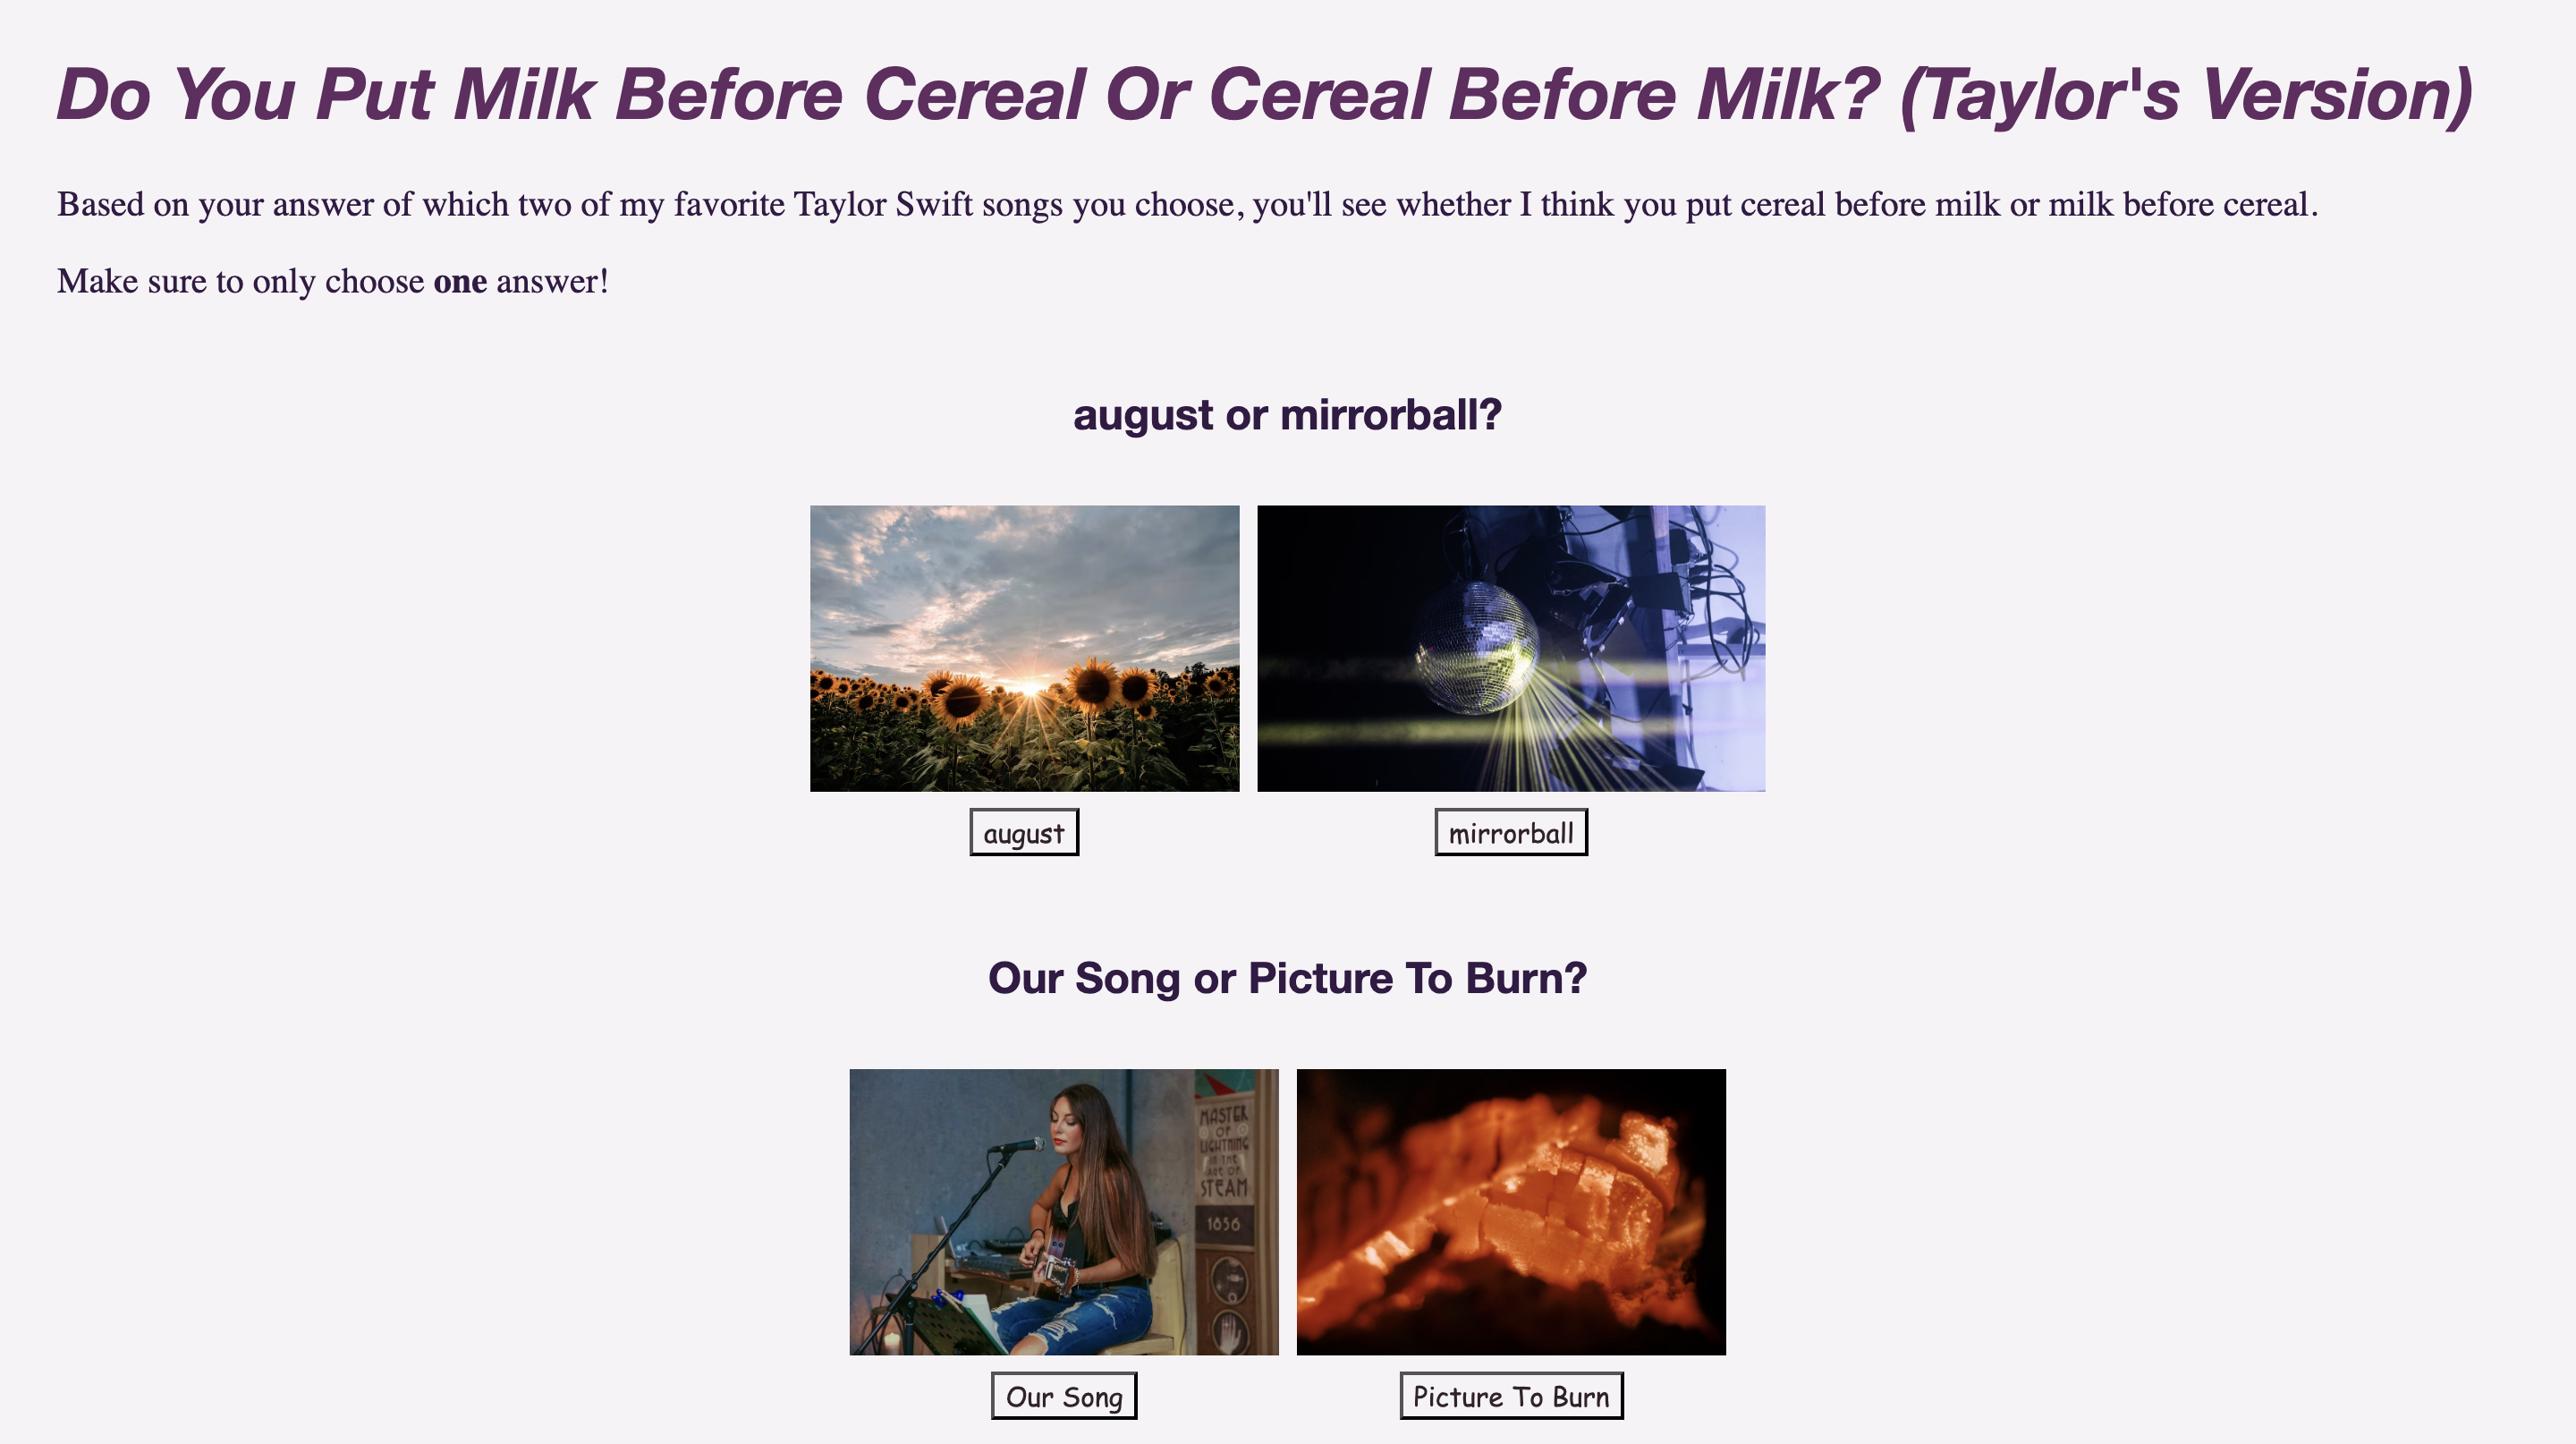 Do You Put Milk Before Cereal Or Cereal Before Milk? (Taylor's Version)
Based on your answer of which two of my favorite Taylor Swift songs you choose, you'll see whether I think you put cereal before milk or milk before cereal.
Make sure to only choose one answer!
august or mirrorball?
august
mirrorball
Our Song or Picture To Burn?
MASTER
OF
LIGHTNING
IN THE
AGE OF
STEAM
1856
Our Song
Picture To Burn